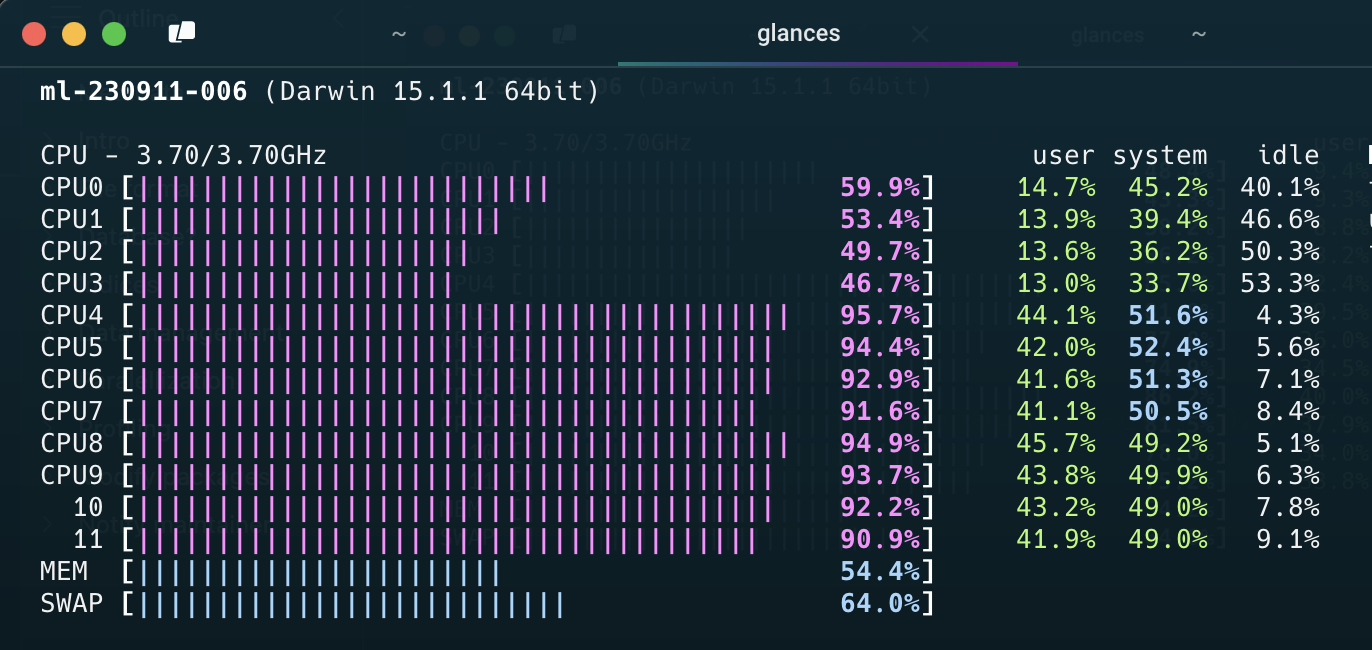 ~ glances ~
ml-230911-006 (Darwin 15.1.1 64bit)
CPU - 3.70/3.70GHz user system idle
CPU0 [|||||||||||||||||||||||||| 59.9%] 14.7% 45.2% 40.1%
CPU1 [||||||||||||||||||||||| 53.4%] 13.9% 39.4% 46.6%
CPU2 [||||||||||||||||||||| 49.7%] 13.6% 36.2% 50.3%
CPU3 [|||||||||||||||||||| 46.7%] 13.0% 33.7% 53.3%
CPU4 [||||||||||||||||||||||||||||||||||||||||| 95.7%] 44.1% 51.6% 4.3%
CPU5 [|||||||||||||||||||||||||||||||||||||||| 94.4%] 42.0% 52.4% 5.6%
CPU6 [|||||||||||||||||||||||||||||||||||||||| 92.9%] 41.6% 51.3% 7.1%
CPU7 [||||||||||||||||||||||||||||||||||||||| 91.6%] 41.1% 50.5% 8.4%
CPU8 [||||||||||||||||||||||||||||||||||||||||| 94.9%] 45.7% 49.2% 5.1%
CPU9 [|||||||||||||||||||||||||||||||||||||||| 93.7%] 43.8% 49.9% 6.3%
10 [|||||||||||||||||||||||||||||||||||||||| 92.2%] 43.2% 49.0% 7.8%
11 [||||||||||||||||||||||||||||||||||||||| 90.9%] 41.9% 49.0% 9.1%
MEM [||||||||||||||||||||||| 54.4%]
SWAP [||||||||||||||||||||||||||| 64.0%]